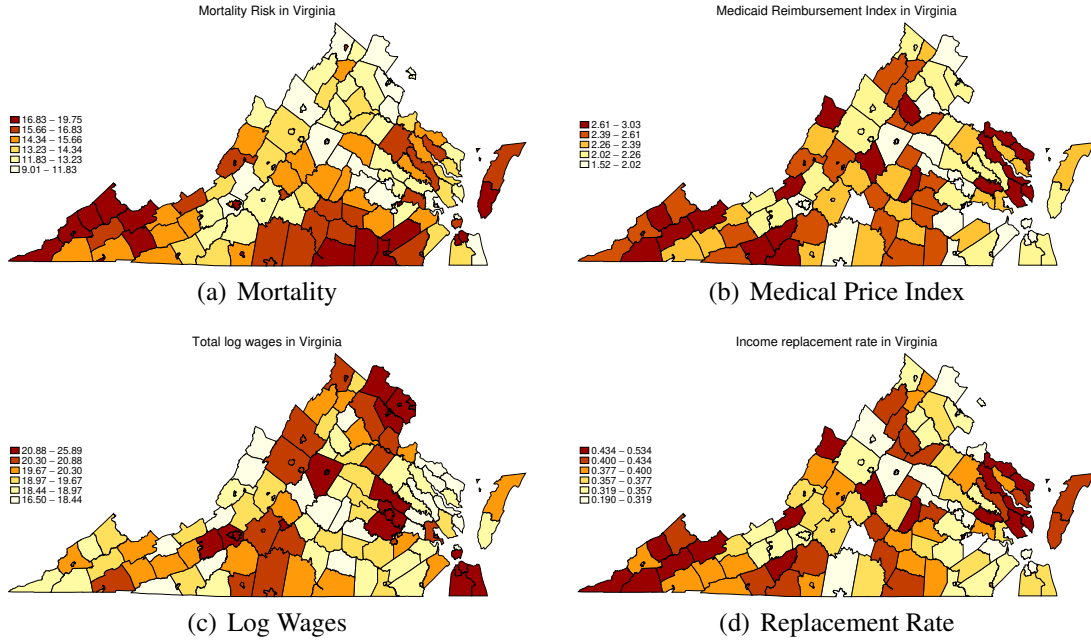 Mortality Risk in Virginia
16.83 – 19.75
15.66 – 16.83
14.34 – 15.66
13.23 – 14.34
11.83 – 13.23
9.01 – 11.83
(a) Mortality
Medicaid Reimbursement Index in Virginia
2.61 – 3.03
2.39 – 2.61
2.26 – 2.39
2.02 – 2.26
1.52 – 2.02
(b) Medical Price Index
Total log wages in Virginia
20.88 – 25.89
20.30 – 20.88
19.67 – 20.30
18.97 – 19.67
18.44 – 18.97
16.50 – 18.44
(c) Log Wages
Income replacement rate in Virginia
0.434 – 0.534
0.400 – 0.434
0.377 – 0.400
0.357 – 0.377
0.319 – 0.357
0.190 – 0.319
(d) Replacement Rate